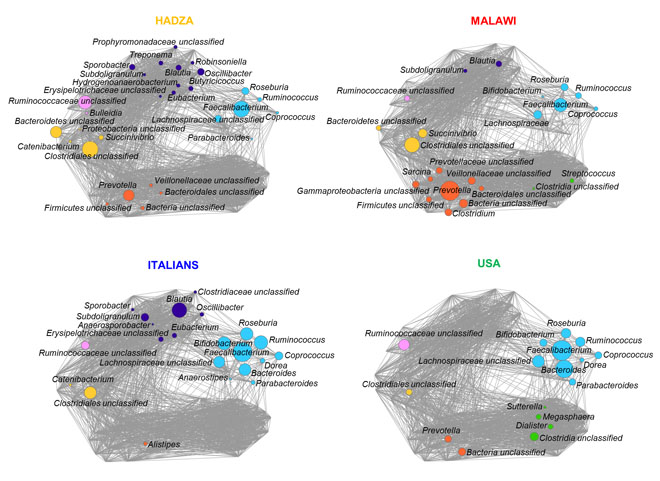 HADZA
Prophyromonadaceae unclassified
Treponema
Sporobacter
Robinsoniella
Subdoligranulum
Blautia
Oscillibacter
Hydrogenoanaerobacterium
Butyricicoccus
Erysipelotrichaceae unclassified
Eubacterium
Roseburia
Ruminococcaceae unclassified
Ruminococcus
Faecalibacterium
Bulleidia
Coprococcus
Bacteroidetes unclassified
Lachnospiraceae unclassified
Proteobacteria unclassified
Succinivibrio
Parabacteroides
Catenibacterium
Clostridiales unclassified
Veillonellaceae unclassified
Prevotella
Bacteroidales unclassified
Firmicutes unclassified
Bacteria unclassified
MALAWI
Blautia
Subdoligranulum
Roseburia
Ruminococcaceae unclassified
Bifidobacterium
Ruminococcus
Faecalibacterium
Coprococcus
Bacteroidetes unclassified
Lachnospiraceae
Succinivibrio
Clostridiales unclassified
Prevotellaceae unclassified
Sarcina
Veillonellaceae unclassified
Streptococcus
Clostridia unclassified
Gammaproteobacteria unclassified
Prevotella
Bacteroidales unclassified
Firmicutes unclassified
Bacteria unclassified
Clostridium
ITALIANS
Clostridiaceae unclassified
Blautia
Sporobacter
Oscillibacter
Subdoligranulum
Anaerosporobacter
Eubacterium
Roseburia
Erysipelotrichaceae unclassified
Bifidobacterium
Ruminococcus
Ruminococcaceae unclassified
Faecalibacterium
Coprococcus
Lachnospiraceae unclassified
Dorea
Bacteroides
Catenibacterium
Anaerostipes
Parabacteroides
Clostridiales unclassified
Alistipes
USA
Roseburia
Bifidobacterium
Ruminococcus
Ruminococcaceae unclassified
Faecalibacterium
Coprococcus
Lachnospiraceae unclassified
Dorea
Bacteroides
Clostridiales unclassified
Parabacteroides
Sutterella
Megasphaera
Dialister
Prevotella
Clostridia unclassified
Bacteria unclassified